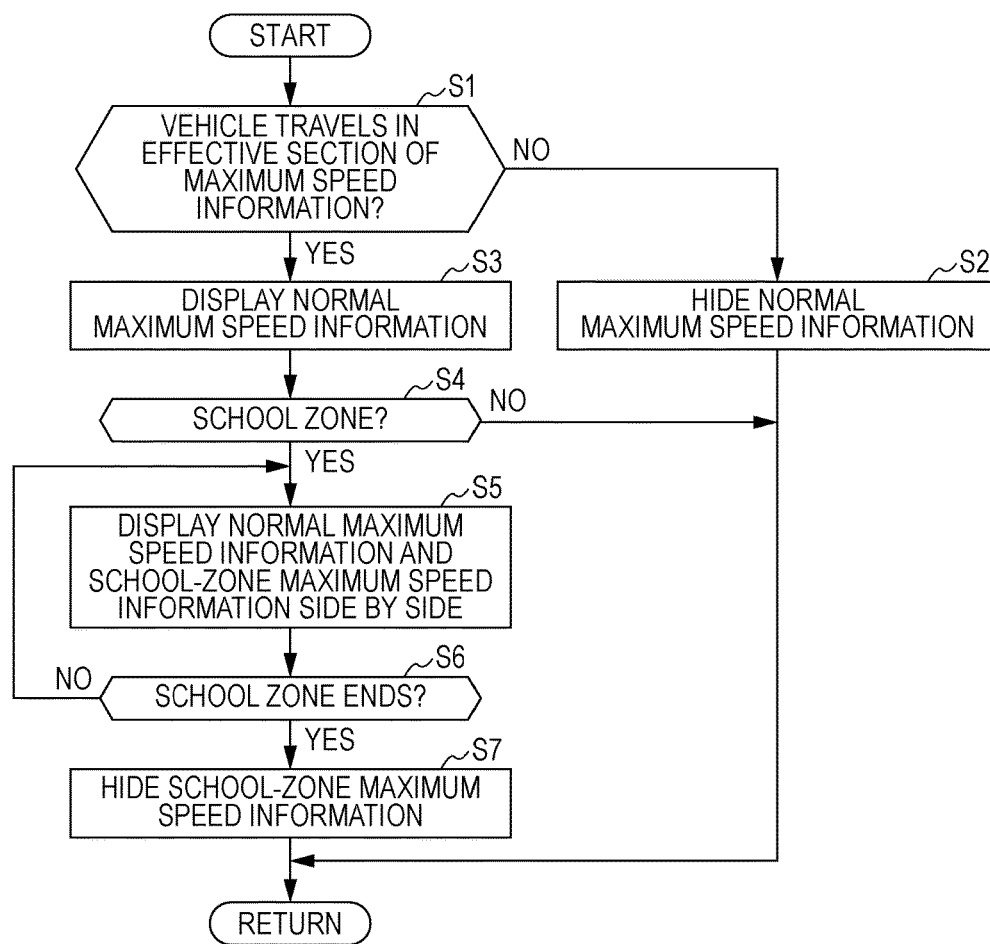 START
S1
VEHICLE TRAVELS IN
EFFECTIVE SECTION OF
MAXIMUM SPEED
INFORMATION?
NO
YES
S3
DISPLAY NORMAL
MAXIMUM SPEED INFORMATION
S2
HIDE NORMAL
MAXIMUM SPEED INFORMATION
S4
SCHOOL ZONE?
NO
YES
S5
DISPLAY NORMAL MAXIMUM
SPEED INFORMATION AND
SCHOOL-ZONE MAXIMUM SPEED
INFORMATION SIDE BY SIDE
S6
SCHOOL ZONE ENDS?
NO
YES
S7
HIDE SCHOOL-ZONE MAXIMUM
SPEED INFORMATION
RETURN